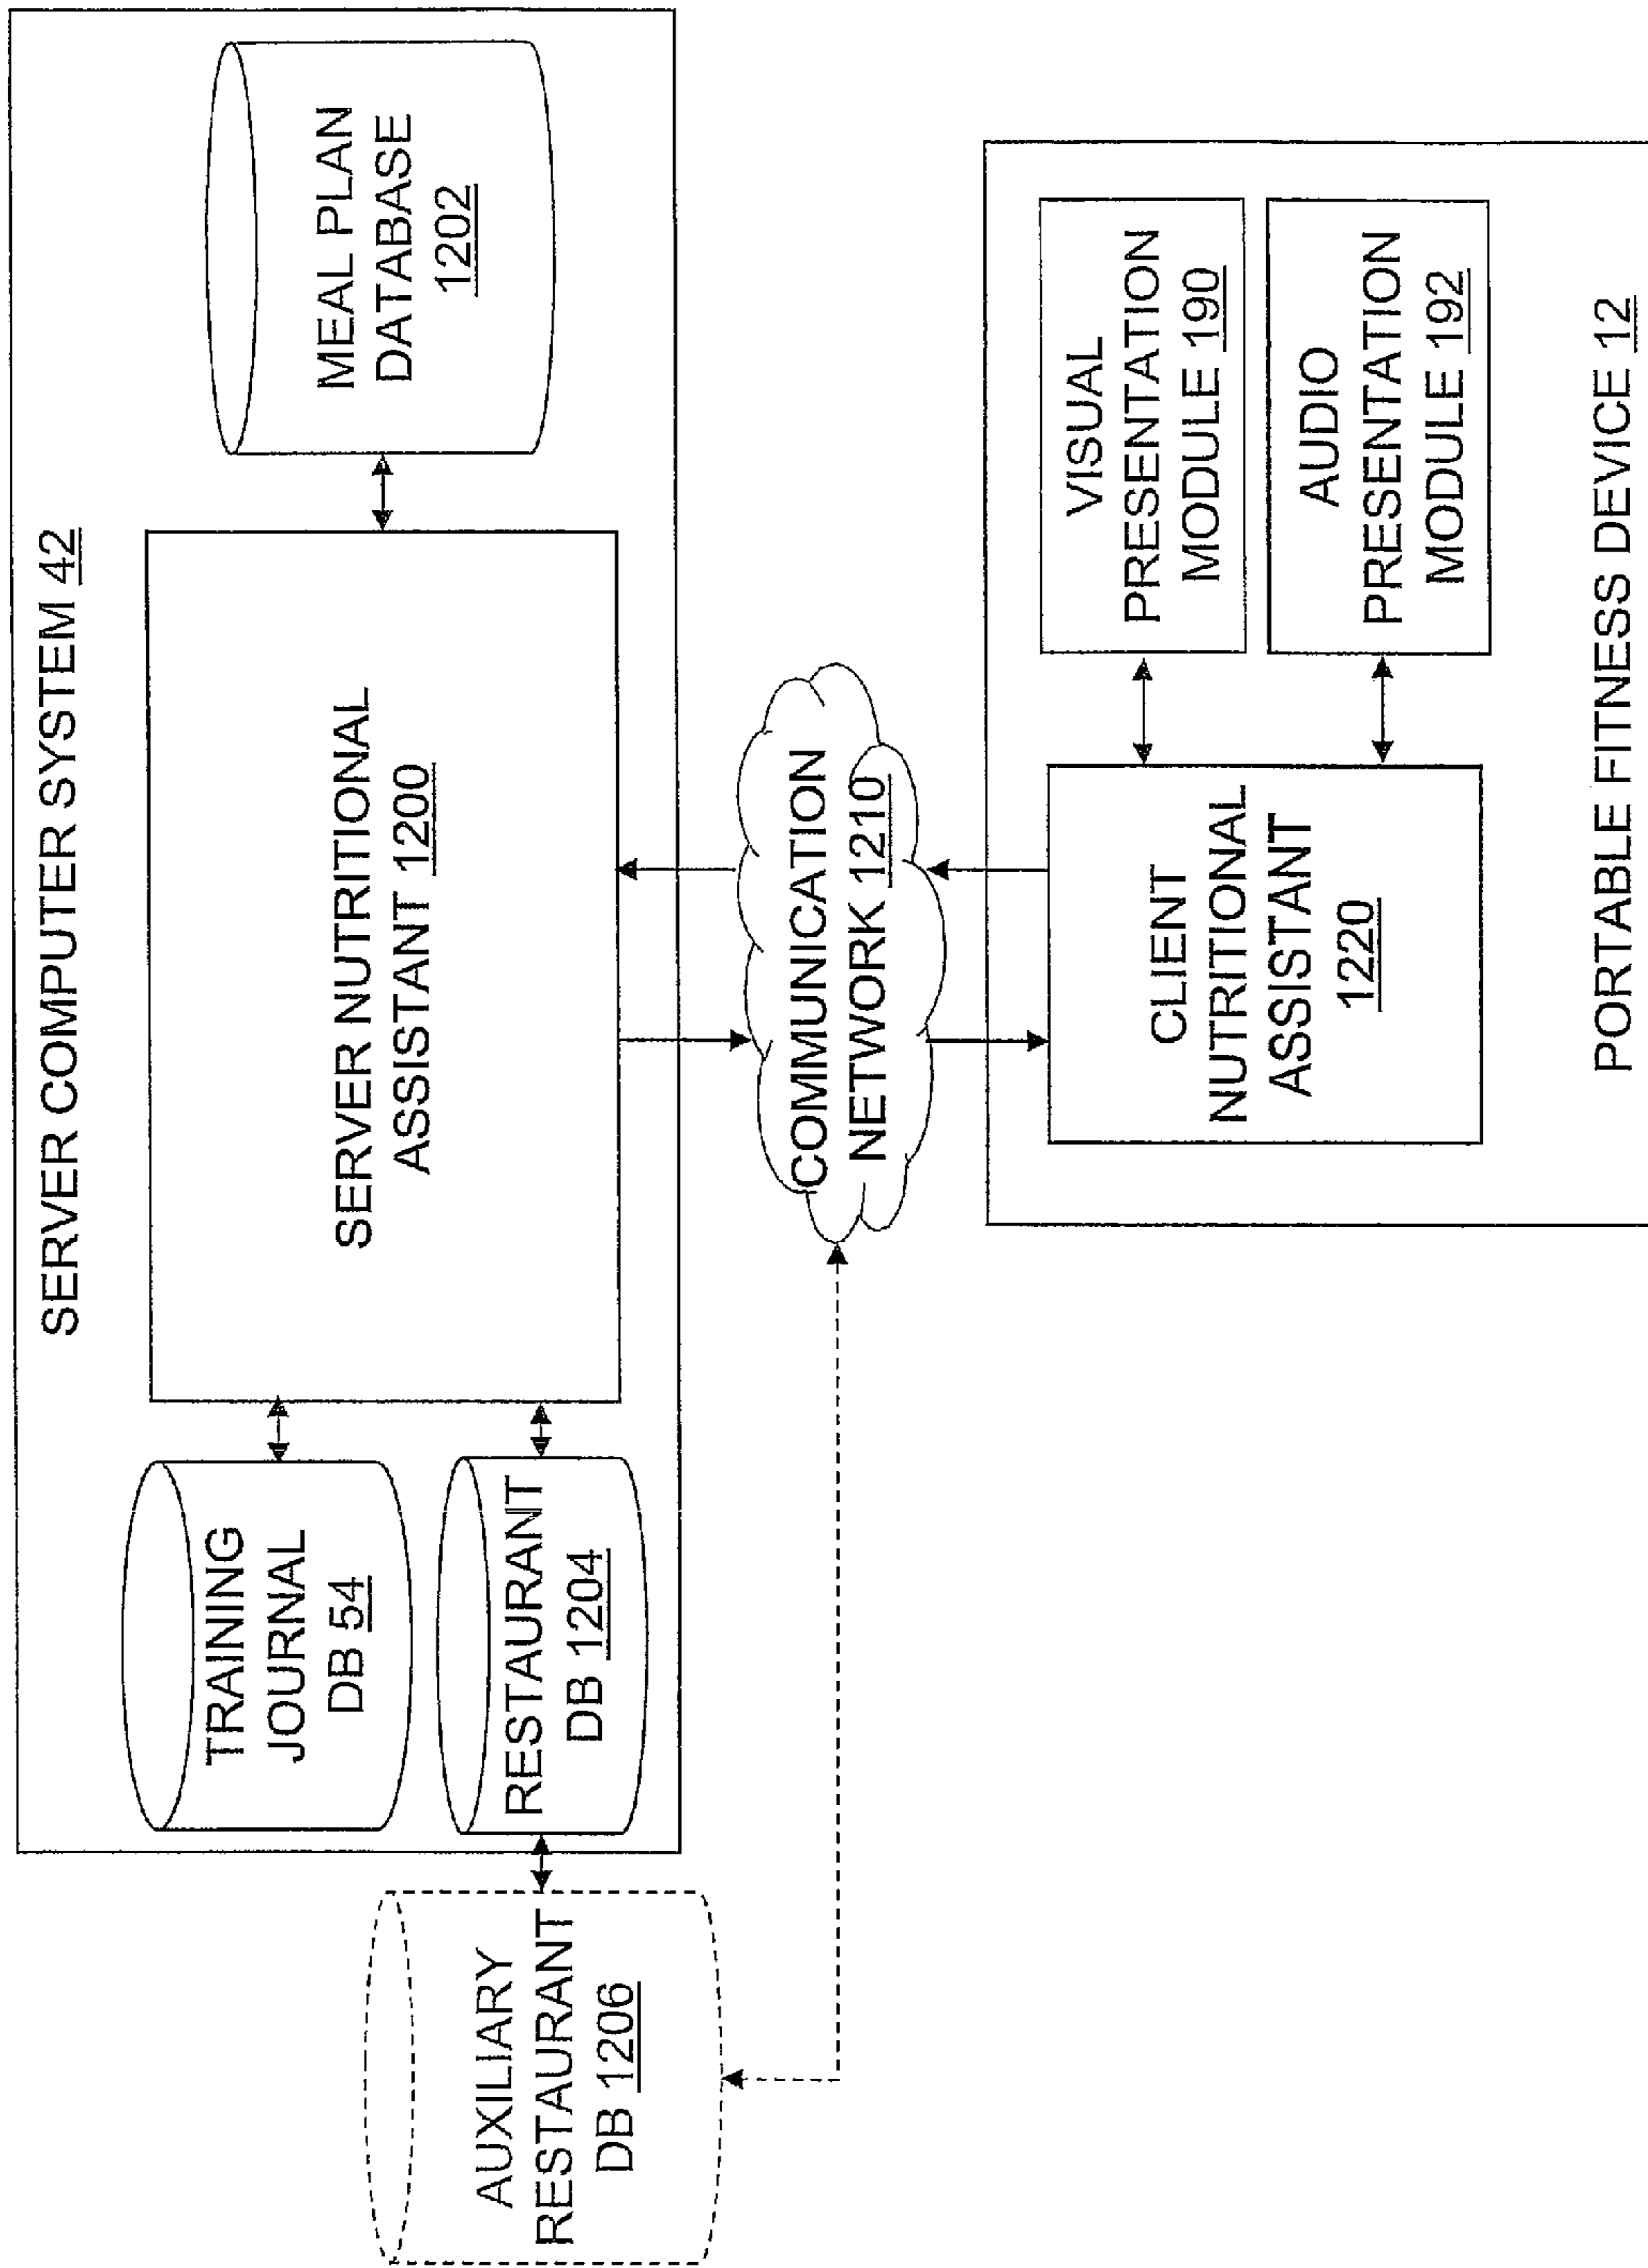 SERVER COMPUTER SYSTEM 42
TRAINING
JOURNAL
DB 54
RESTAURANT
DB 1204
SERVER NUTRITIONAL
ASSISTANT 1200
MEAL PLAN
DATABASE
1202
AUXILIARY
RESTAURANT
DB 1206
COMMUNICATION
NETWORK 1210
CLIENT
NUTRITIONAL
ASSISTANT
1220
VISUAL
PRESENTATION
MODULE 190
AUDIO
PRESENTATION
MODULE 192
PORTABLE FITNESS DEVICE 12